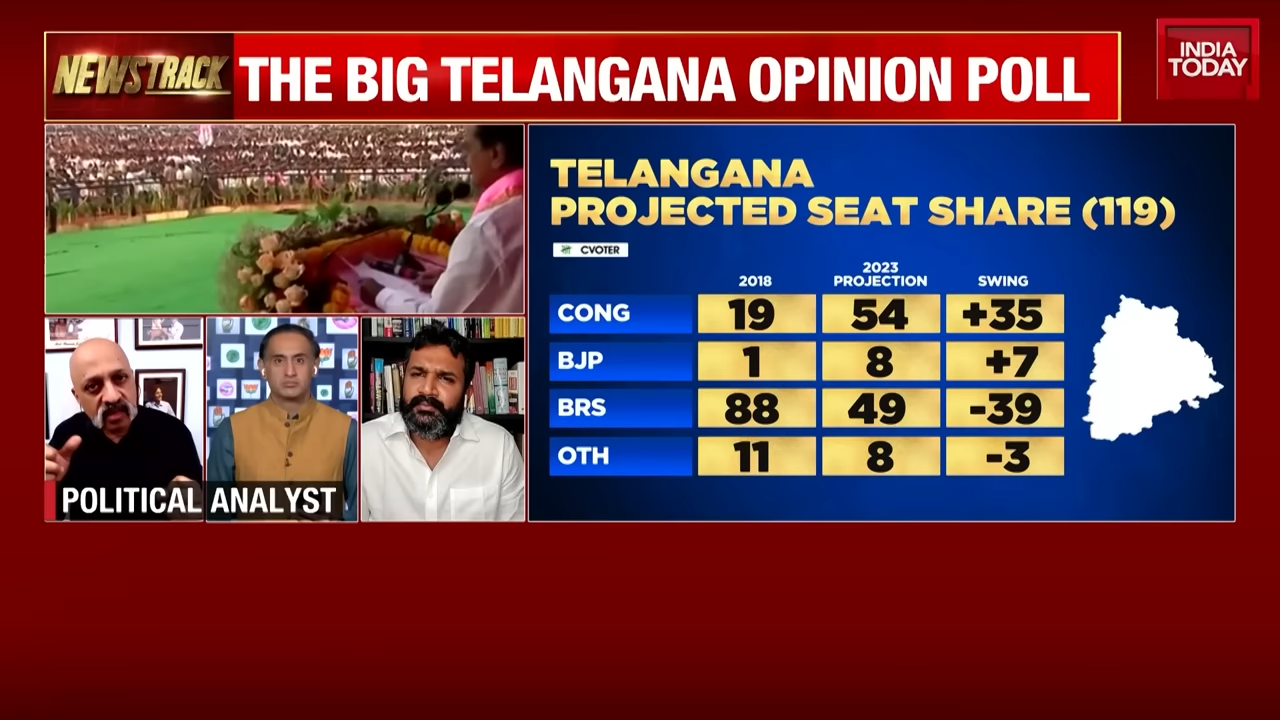 NEWSTRACK
THE BIG TELANGANA OPINION POLL
INDIA
TODAY
TELANGANA
PROJECTED SEAT SHARE (119)
CVOTER
2018 2023 PROJECTION SWING
CONG 19 54 +35
BJP 1 8 +7
BRS 88 49 -39
OTH 11 8 -3
POLITICAL ANALYST